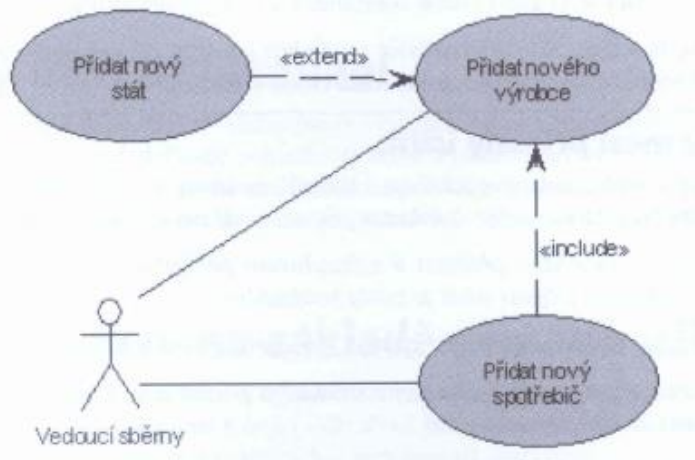 Přidat nový
stát
«extend»
Přidat nového
výrobce
«include»
Přidat nový
spotřebič
Vedoucí sběrny